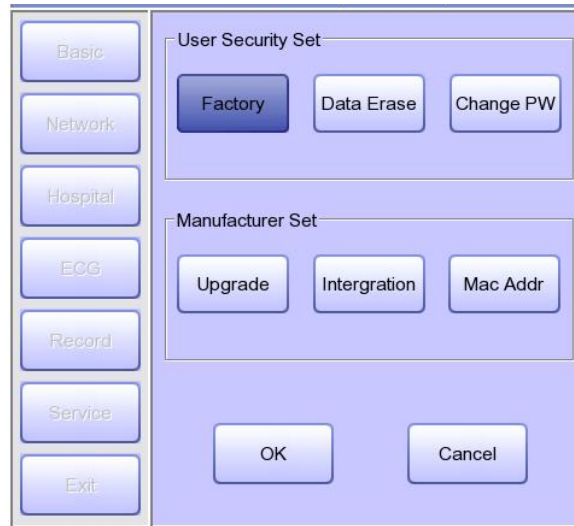 Basic
Network
Hospital
ECG
Record
Service
Exit
User Security Set
Factory Data Erase Change PW
Manufacturer Set
Upgrade Intergration Mac Addr
OK Cancel